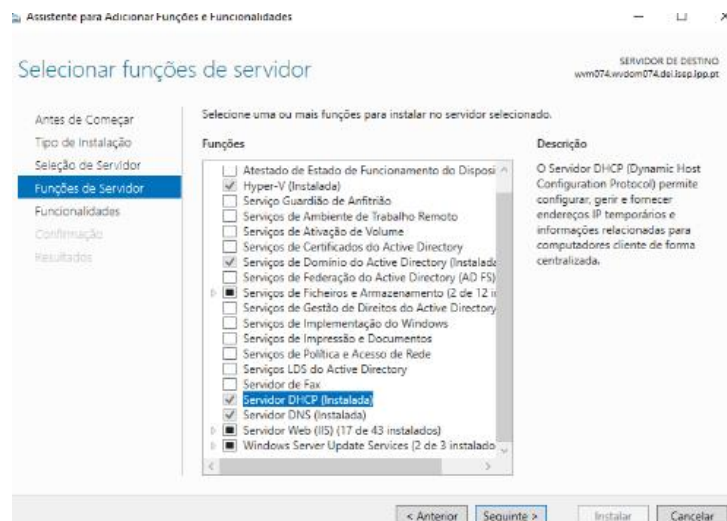 Assistente para Adicionar Funções e Funcionalidades
Selecionar funções de servidor
SERVIDOR DE DESTINO
wvm074.wvdom074.dei.isep.ipp.pt
Antes de Começar
Tipo de Instalação
Seleção de Servidor
Funções de Servidor
Funcionalidades
Confirmação
Resultados
Selecione uma ou mais funções para instalar no servidor selecionado.
Funções
Atestado de Estado de Funcionamento do Disposi
Hyper-V (Instalada)
Serviço Guardião de Anfitrião
Serviços de Ambiente de Trabalho Remoto
Serviços de Ativação de Volume
Serviços de Certificados do Active Directory
Serviços de Domínio do Active Directory (Instalada
Serviços de Federação do Active Directory (AD FS)
Serviços de Ficheiros e Armazenamento (2 de 12 in
Serviços de Gestão de Direitos do Active Directory
Serviços de Implementação do Windows
Serviços de Impressão e Documentos
Serviços de Política e Acesso de Rede
Serviços LDS do Active Directory
Servidor de Fax
Servidor DHCP (Instalada)
Servidor DNS (Instalada)
Servidor Web (IIS) (17 de 43 instalados)
Windows Server Update Services (2 de 3 instalado
Descrição
O Servidor DHCP (Dynamic Host
Configuration Protocol) permite
configurar, gerir e fornecer
endereços IP temporários e
informações relacionadas para
computadores cliente de forma
centralizada.
< Anterior
Seguinte >
Instalar
Cancelar